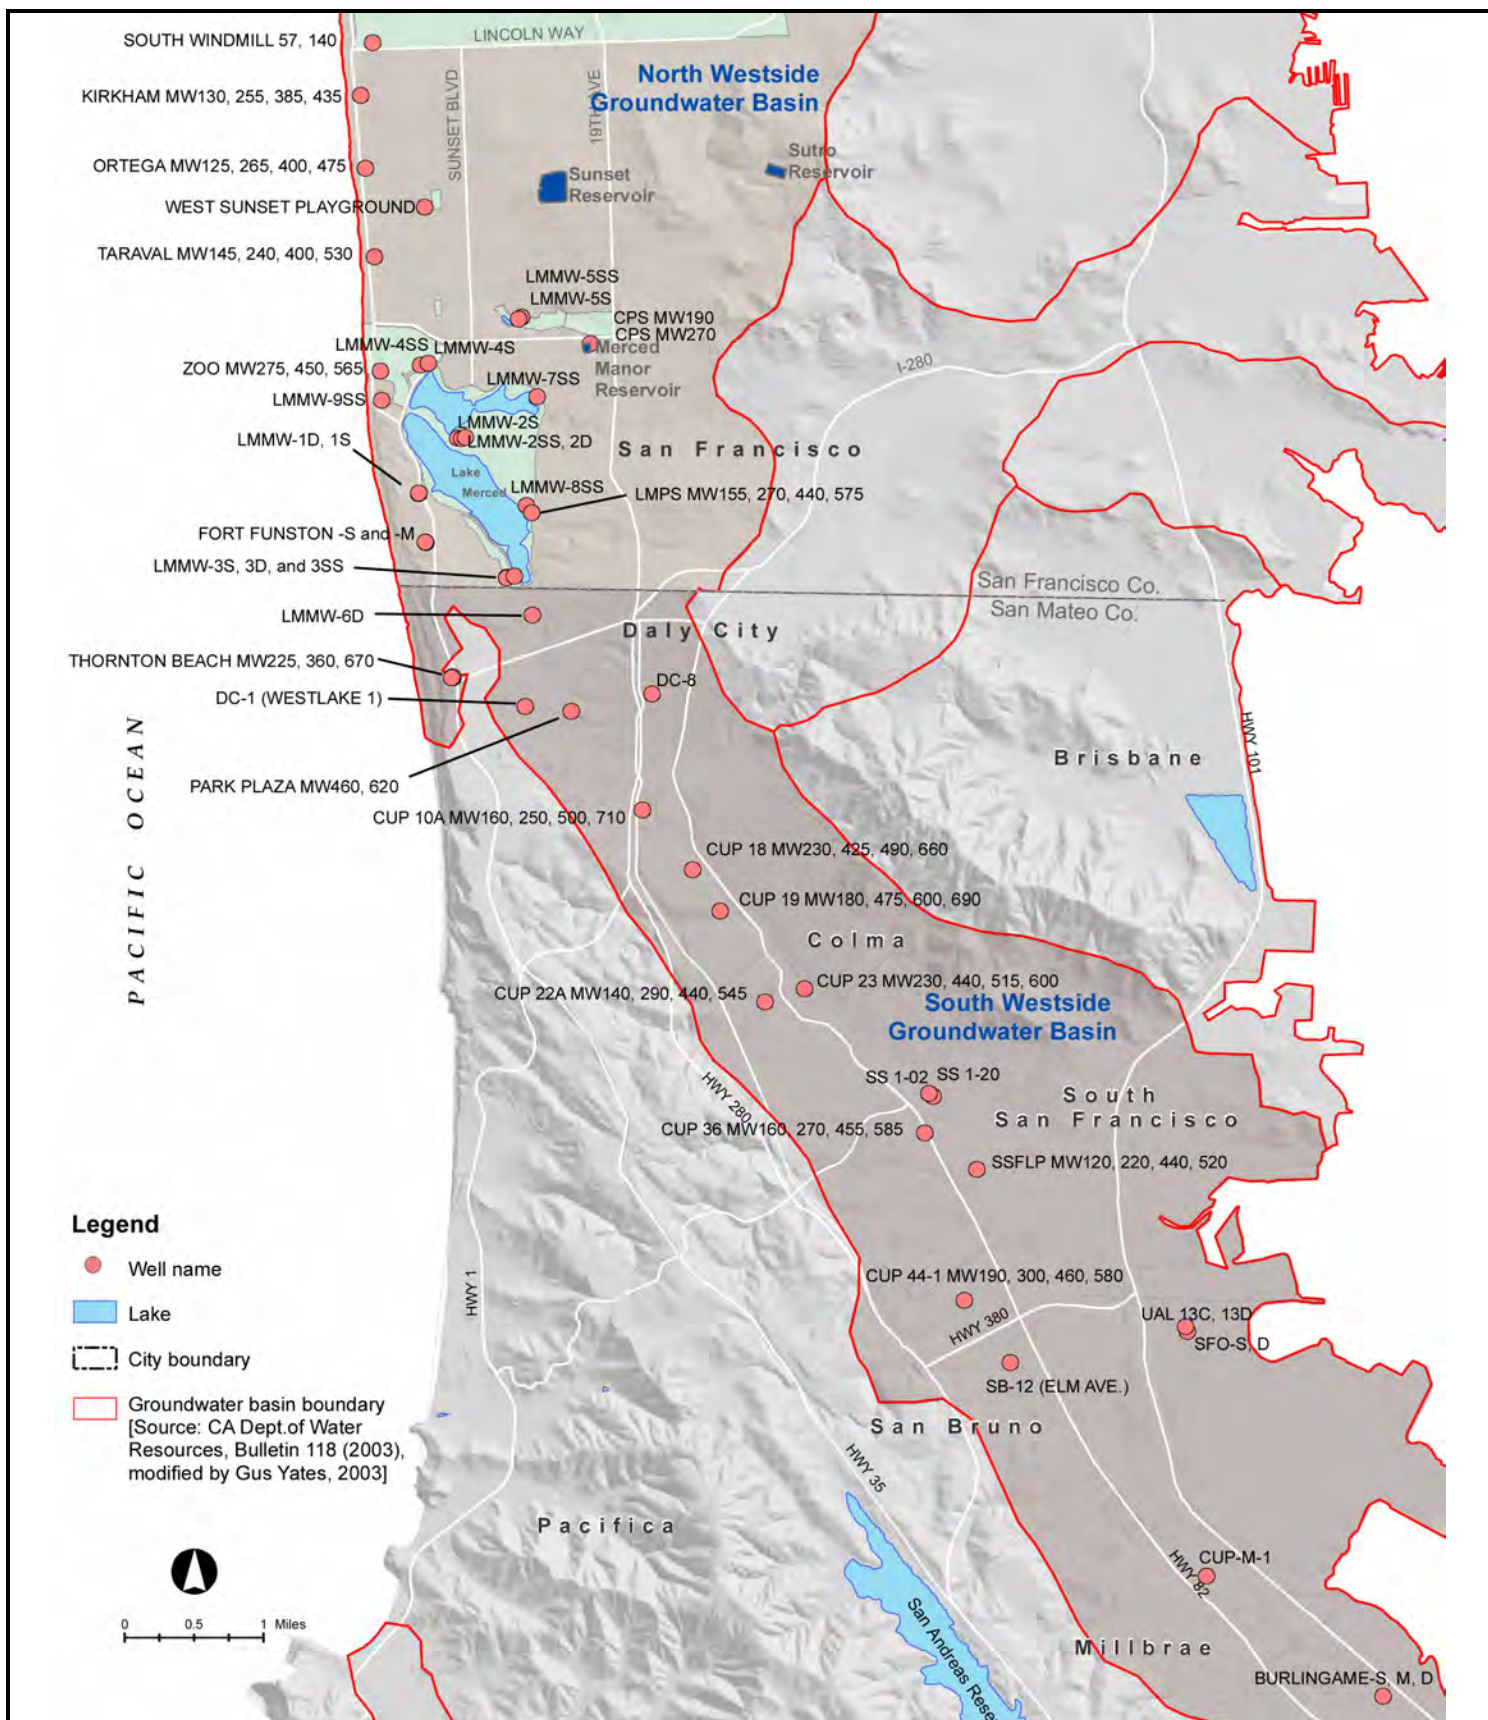 SOUTH WINDMILL 57, 140
LINCOLN WAY
KIRKHAM MW130, 255, 385, 435
SUNSET BLVD
19TH AVE
North Westside
Groundwater Basin
ORTEGA MW125, 265, 400, 475
Sunset
Reservoir
Sutro
Reservoir
WEST SUNSET PLAYGROUND
TARAVAL MW145, 240, 400, 530
LMMW-5SS
LMMW-5S
CPS MW190
CPS MW270
LMMW-4SS
LMMW-4S
Merced
Manor
Reservoir
ZOO MW275, 450, 565
LMMW-7SS
I-280
LMMW-9SS
LMMW-2S
LMMW-2SS, 2D
LMMW-1D, 1S
San Francisco
Lake
Merced
LMMW-8SS
LMPS MW155, 270, 440, 575
FORT FUNSTON -S and -M
LMMW-3S, 3D, and 3SS
San Francisco Co.
San Mateo Co.
LMMW-6D
Daly City
THORNTON BEACH MW225, 360, 670
DC-8
DC-1 (WESTLAKE 1)
PACIFIC OCEAN
HWY 101
Brisbane
PARK PLAZA MW460, 620
CUP 10A MW160, 250, 500, 710
CUP 18 MW230, 425, 490, 660
CUP 19 MW180, 475, 600, 690
Colma
CUP 23 MW230, 440, 515, 600
CUP 22A MW140, 290, 440, 545
South Westside
Groundwater Basin
HWY 280
SS 1-02
SS 1-20
South
San Francisco
CUP 36 MW160, 270, 455, 585
SSFLP MW120, 220, 440, 520
Legend
Well name
Lake
City boundary
Groundwater basin boundary
[Source: CA Dept.of Water
Resources, Bulletin 118 (2003),
modified by Gus Yates, 2003]
HWY 1
CUP 44-1 MW190, 300, 460, 580
HWY 380
UAL 13C, 13D
SFO-S, D
SB-12 (ELM AVE.)
San Bruno
HWY 35
Pacifica
CUP-M-1
HWY 82
San Andreas Rese
Millbrae
BURLINGAME-S, M, D
0 0.5 1 Miles